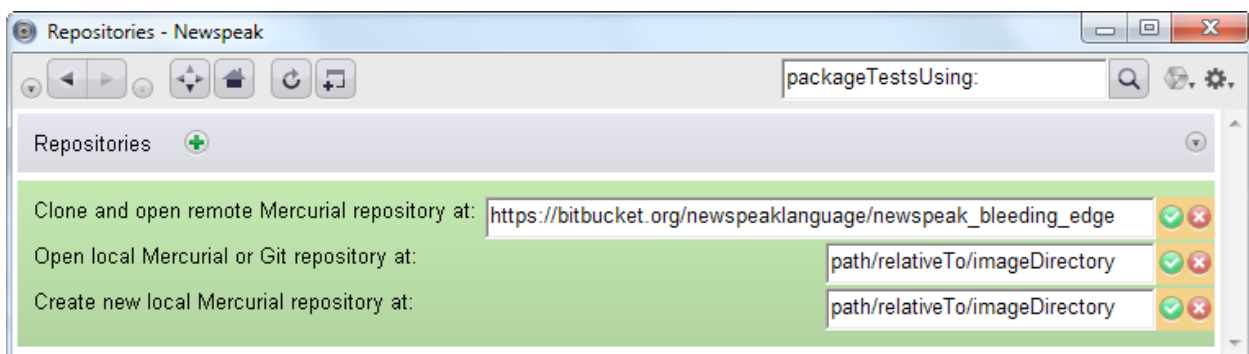 Repositories - Newspeak
packageTestsUsing:
Repositories
Clone and open remote Mercurial repository at: https://bitbucket.org/newspeaklanguage/newspeak_bleeding_edge
Open local Mercurial or Git repository at: path/relativeTo/imageDirectory
Create new local Mercurial repository at: path/relativeTo/imageDirectory